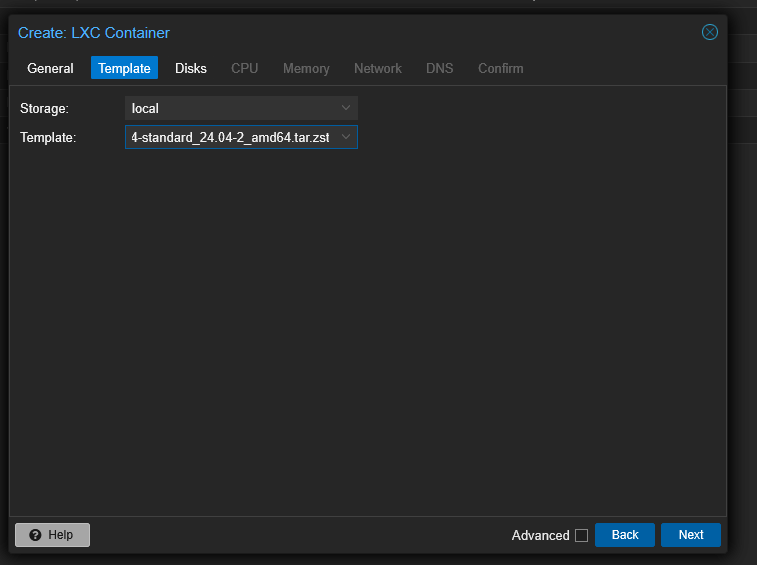 Create: LXC Container
General Template Disks CPU Memory Network DNS Confirm
Storage: local
Template: 4-standard_24.04-2_amd64.tar.zst
Help Advanced Back Next